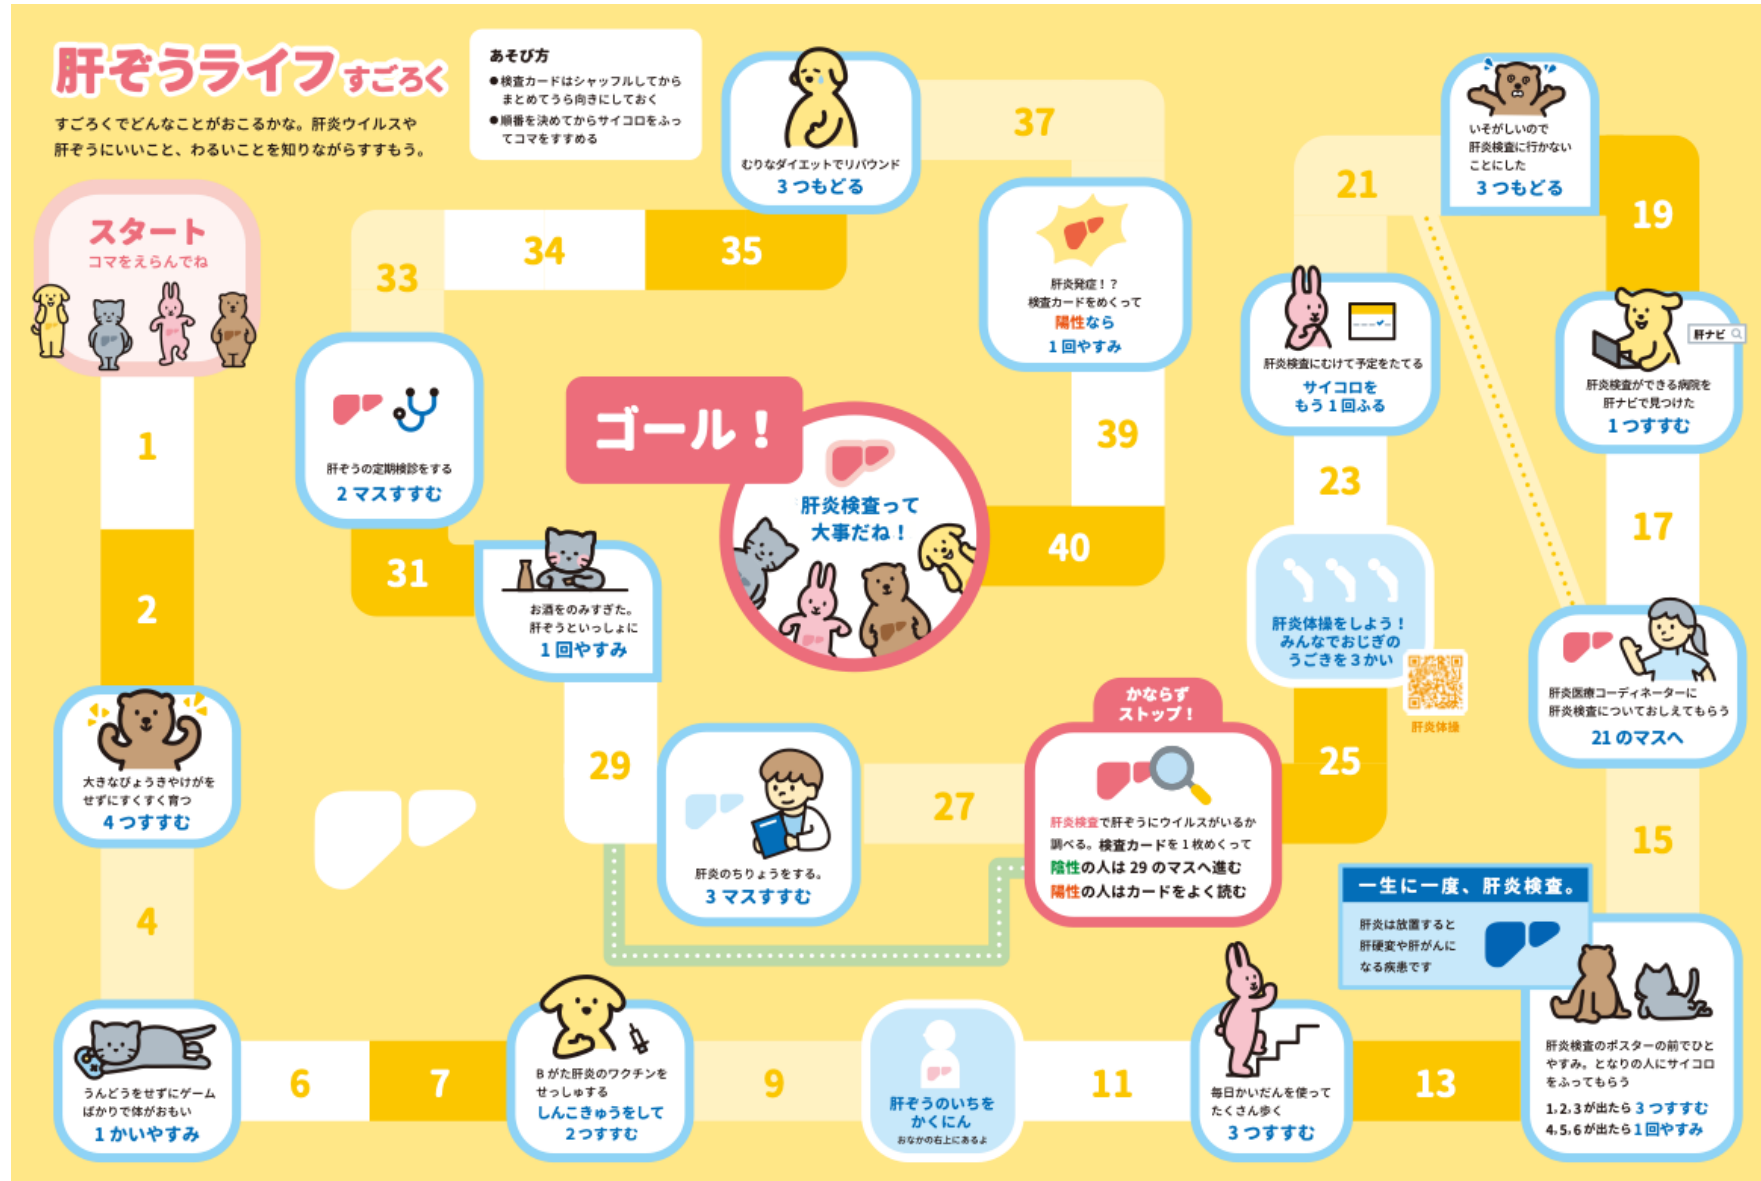 肝ぞうライフすごろく
すごろくでどんなことがおこるかな。肝炎ウイルスや
肝ぞうにいいこと、わるいことを知りながらすすもう。
あそび方
●検査カードはシャッフルしてから
まとめてうら向きにしておく
●順番を決めてからサイコロをふっ
てコマをすすめる
スタート
コマをえらんでね
1
2
大きなびょうきやけがを
せずにすくすく育つ
4つすすむ
4
うんどうをせずにゲーム
ばかりで体がおもい
1かいやすみ
6
7
Bがた肝炎のワクチンを
せっしゅする
しんこきゅうをして
2つすすむ
9
肝ぞうのいちを
かくにん
おなかの右上にあるよ
11
毎日かいだんを使って
たくさん歩く
3つすすむ
13
一生に一度、肝炎検査。
肝炎は放置すると
肝硬変や肝がんに
なる疾患です
肝炎検査のポスターの前でひと
やすみ。となりの人にサイコロ
をふってもらう
1,2,3が出たら3つすすむ
4,5,6が出たら1回やすみ
15
肝炎医療コーディネーターに
肝炎検査についておしえてもらう
21のマスへ
17
肝ナビ
肝炎検査ができる病院を
肝ナビで見つけた
1つすすむ
19
いそがしいので
肝炎検査に行かない
ことにした
3つもどる
21
肝炎検査にむけて予定をたてる
サイコロを
もう1回ふる
23
肝炎体操をしよう！
みんなでおじぎの
うごきを3かい
肝炎体操
25
かならず
ストップ！
肝炎検査で肝ぞうにウイルスがいるか
調べる。検査カードを1枚めくって
陰性の人は29のマスへ進む
陽性の人はカードをよく読む
27
肝炎のちりょうをする。
3マスすすむ
29
お酒をのみすぎた。
肝ぞうといっしょに
1回やすみ
31
肝ぞうの定期検診をする
2マスすすむ
33
34
35
むりなダイエットでリバウンド
3つもどる
37
肝炎発症！？
検査カードをめくって
陽性なら
1回やすみ
39
40
ゴール！
肝炎検査って
大事だね！